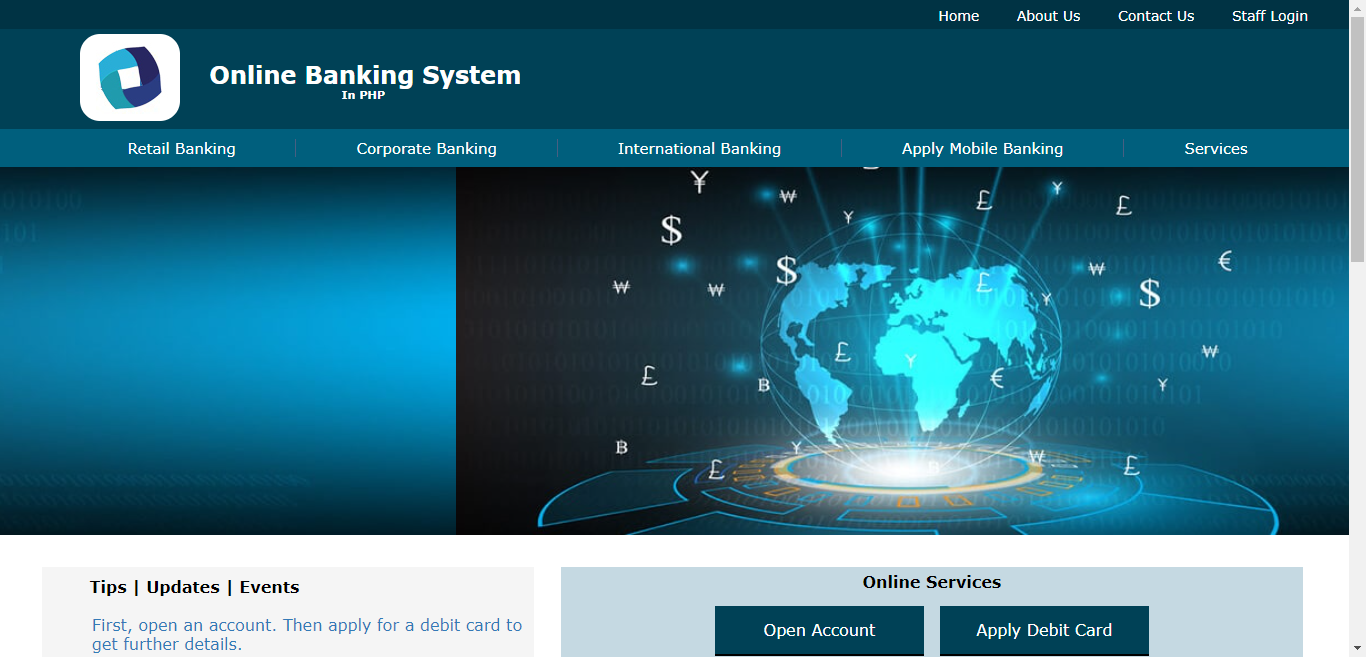 Home About Us Contact Us Staff Login
Online Banking System
In PHP
Retail Banking Corporate Banking International Banking Apply Mobile Banking Services
Tips | Updates | Events
First, open an account. Then apply for a debit card to
get further details.
Online Services
Open Account Apply Debit Card